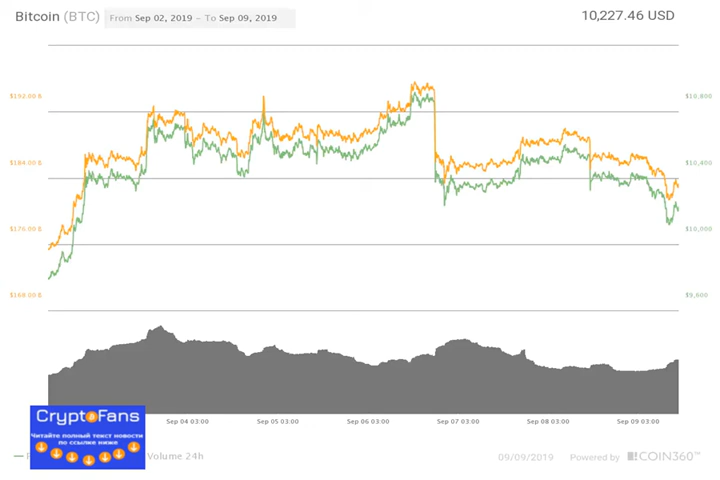 Bitcoin (BTC) From Sep 02, 2019 – To Sep 09, 2019
10,227.46 USD
$192.00 B
$10,800
$184.00 B
$10,400
$176.00 B
$10,000
$168.00 B
$9,600
Sep 04 03:00 Sep 05 03:00 Sep 06 03:00 Sep 07 03:00 Sep 08 03:00 Sep 09 03:00
CryptoFans
Читайте полный текст новости
по ссылке ниже
Volume 24h
09/09/2019 Powered by COIN360™